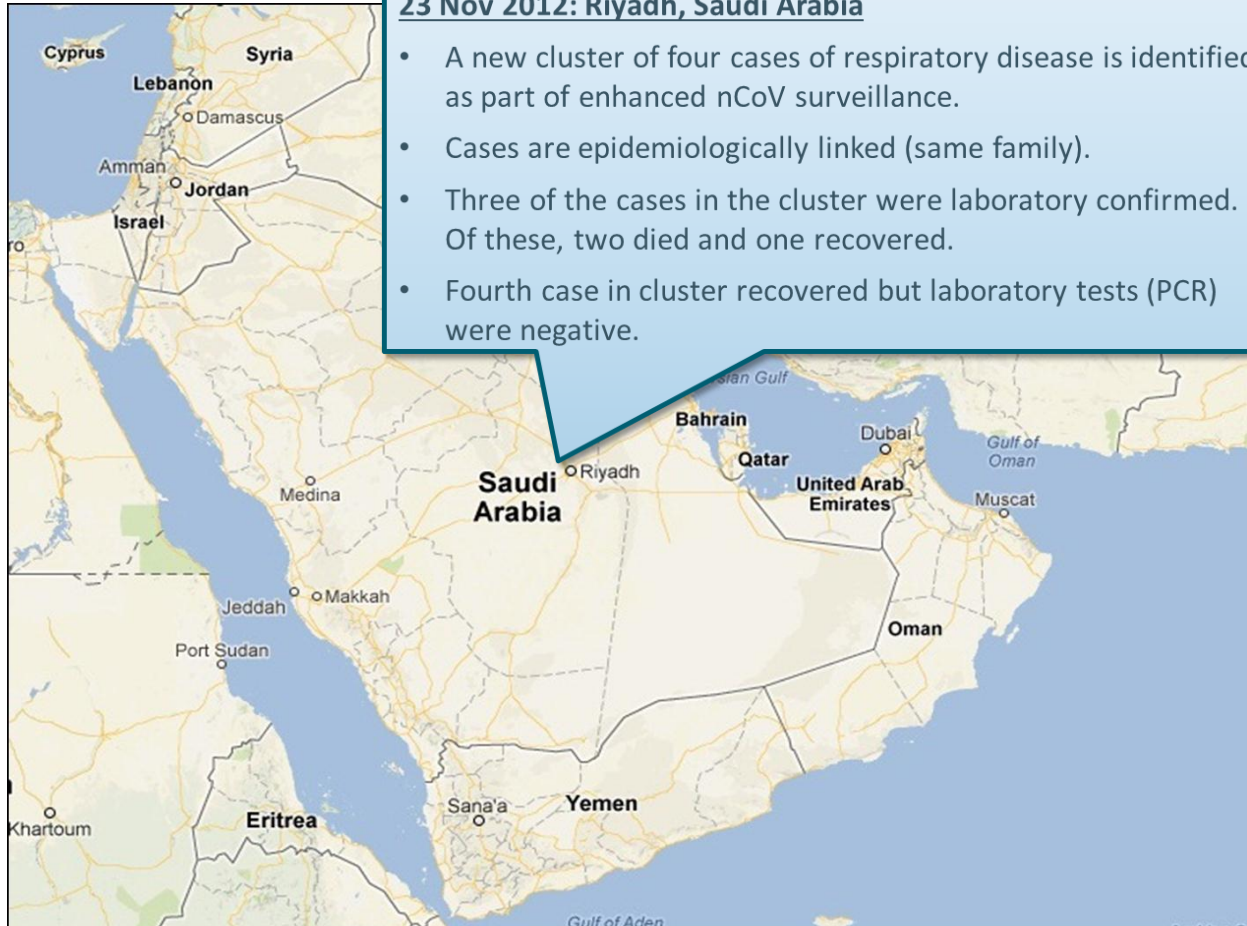 23 Nov 2012: Riyadh, Saudi Arabia
• A new cluster of four cases of respiratory disease is identified
as part of enhanced nCoV surveillance.
• Cases are epidemiologically linked (same family).
• Three of the cases in the cluster were laboratory confirmed.
Of these, two died and one recovered.
• Fourth case in cluster recovered but laboratory tests (PCR)
were negative.
Cyprus
Syria
Lebanon
Damascus
Amman
Jordan
Israel
ro
sian Gulf
Bahrain
Dubai
Gulf of
Oman
Qatar
Riyadh
Saudi
Arabia
United Arab
Emirates
Medina
Muscat
Jeddah
Makkah
Oman
Port Sudan
Sana'a
Yemen
Khartoum
Eritrea
Gulf of Aden